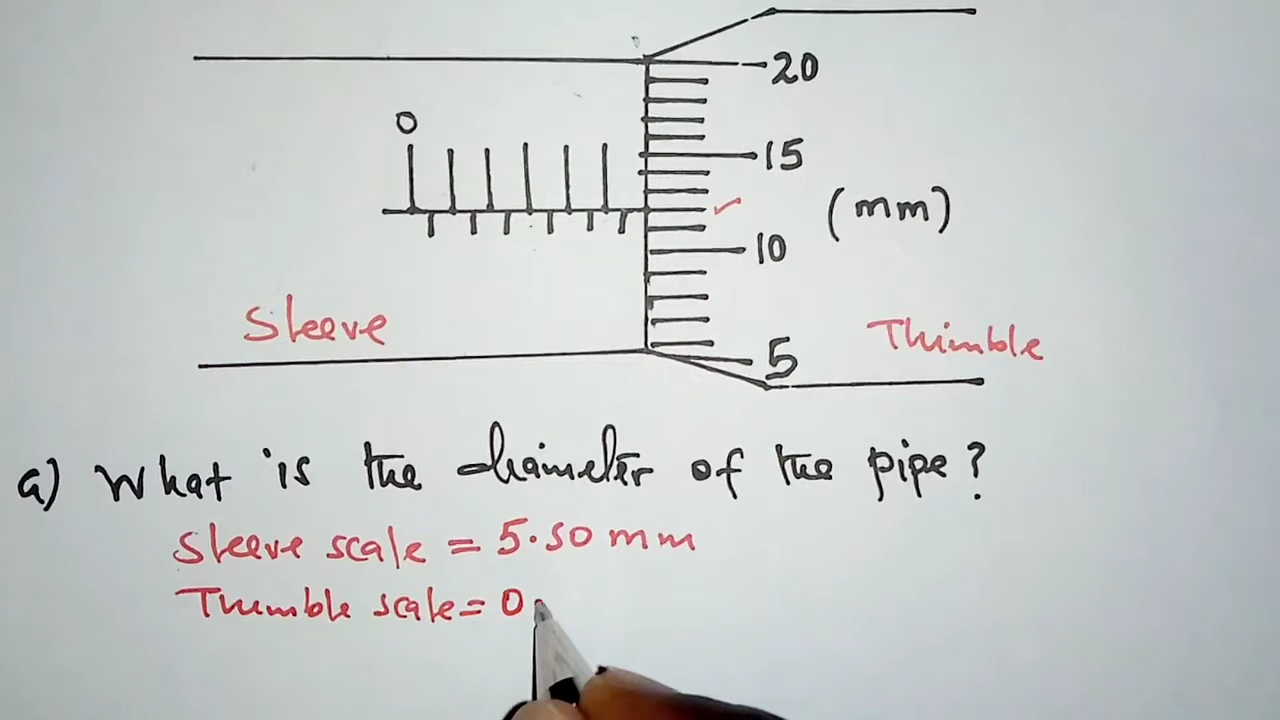 20
0
15
(mm)
10
Sleeve
Thimble
5
a) What is the diameter of the pipe?
Sleeve scale = 5.50 mm
Thimble scale = 0.